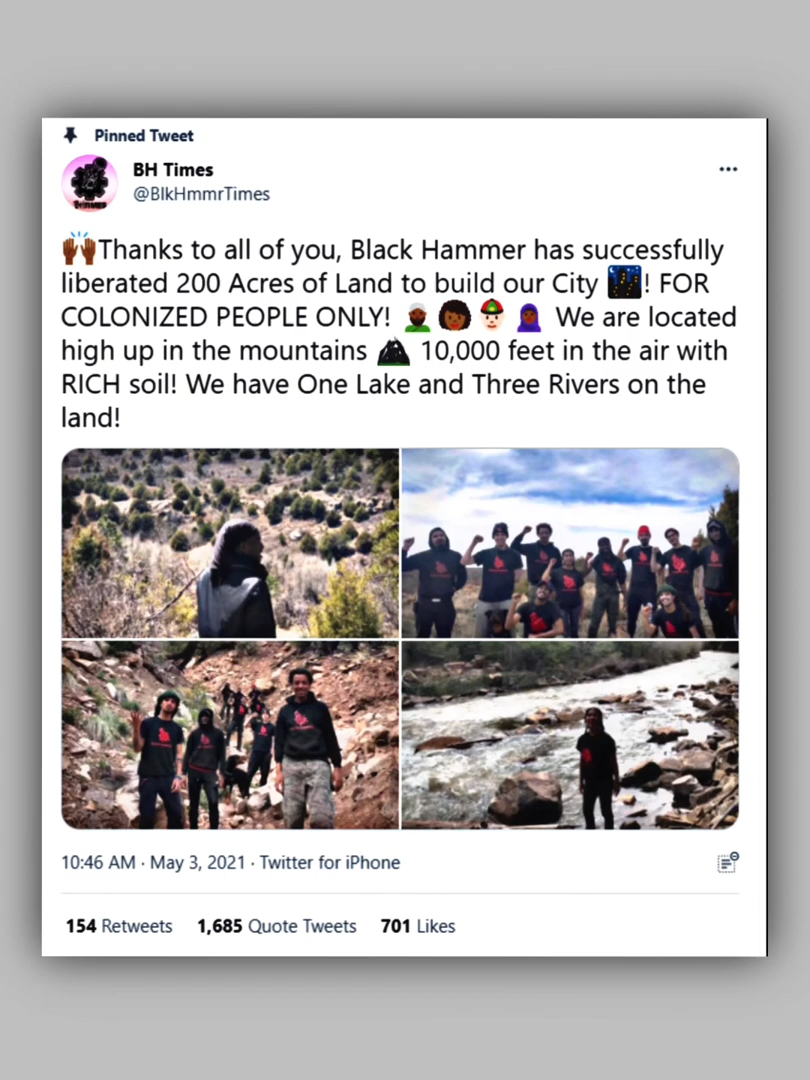 Pinned Tweet
BH Times
@BlkHmmrTimes
🙌🏾Thanks to all of you, Black Hammer has successfully
liberated 200 Acres of Land to build our City 🌃! FOR
COLONIZED PEOPLE ONLY! 👳🏾‍♂️👩🏾‍🦱👲🏻🧕🏾 We are located
high up in the mountains ⛰️ 10,000 feet in the air with
RICH soil! We have One Lake and Three Rivers on the
land!
10:46 AM · May 3, 2021 · Twitter for iPhone
154 Retweets 1,685 Quote Tweets 701 Likes